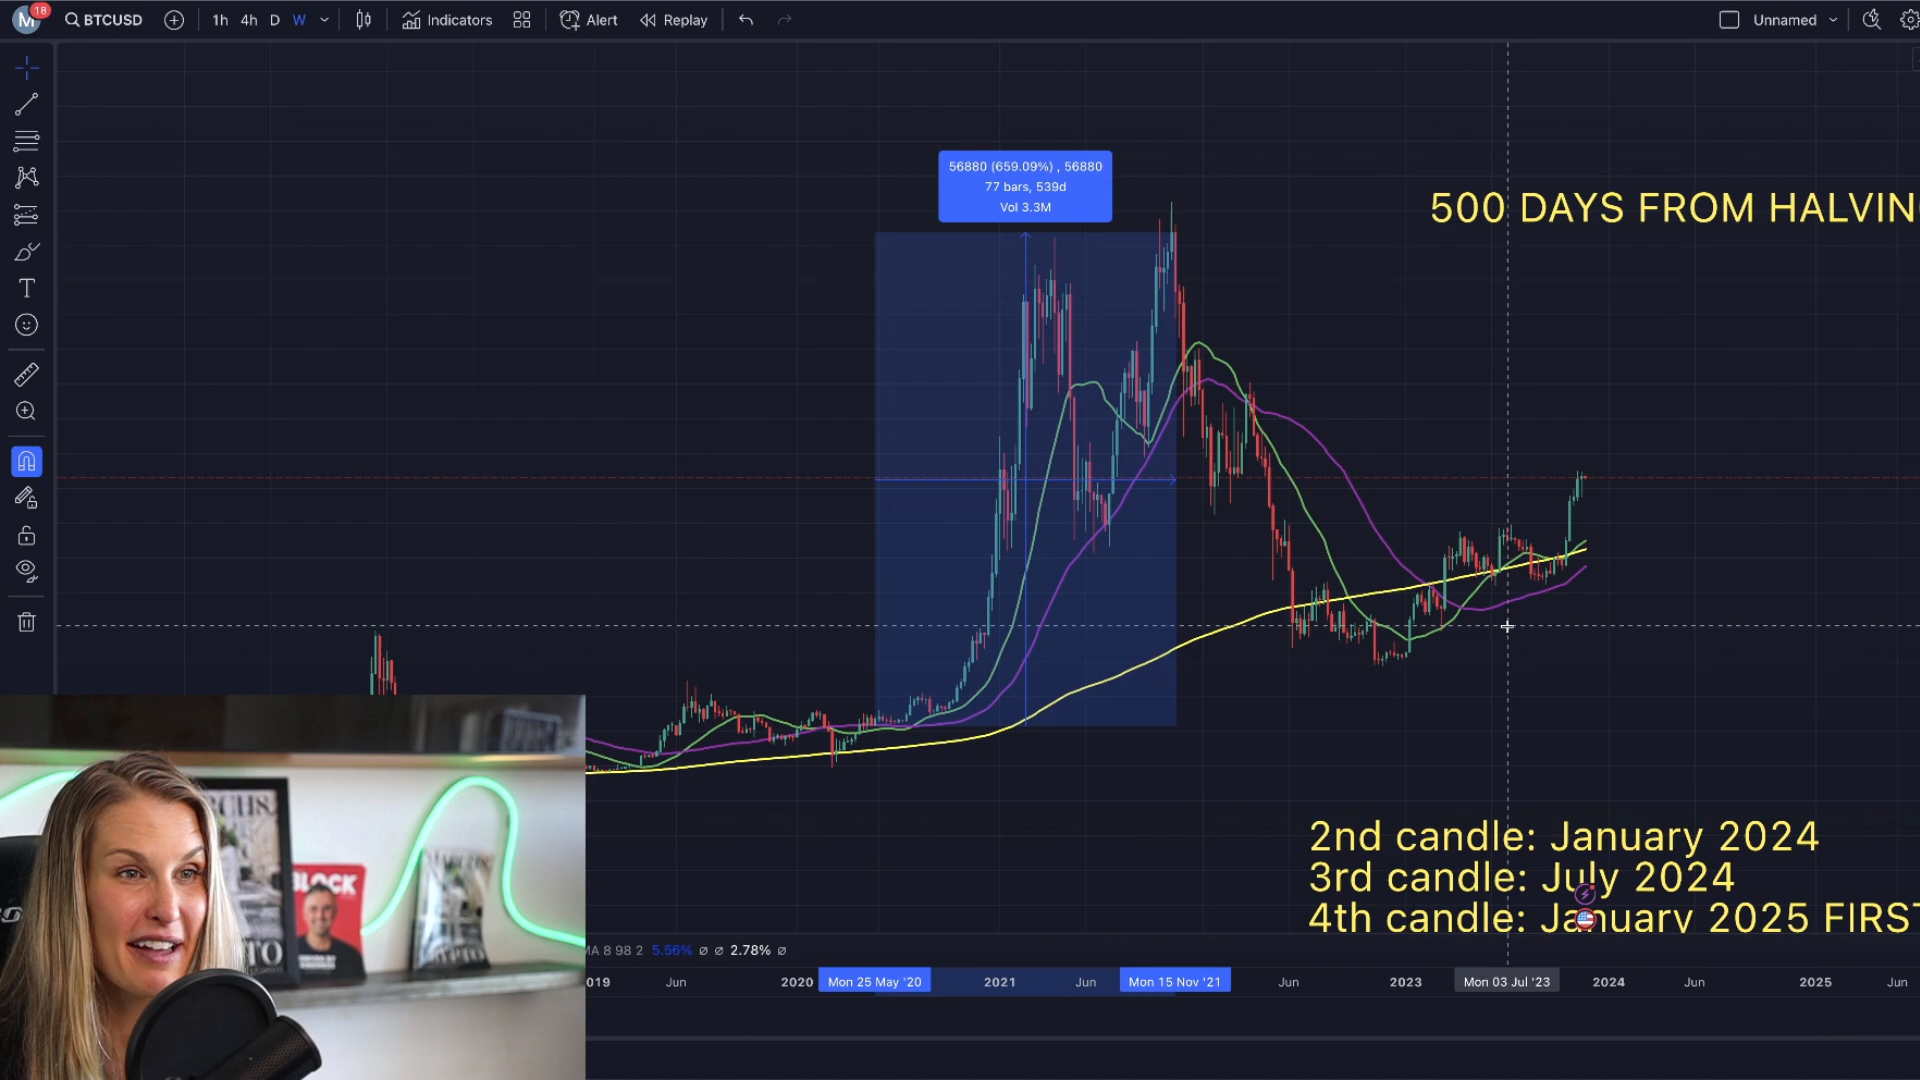 M 18 BTCUSD 1h 4h D W Indicators Alert Replay Unnamed
56880 (659.09%) , 56880
77 bars, 539d
Vol 3.3M
500 DAYS FROM HALVIN
2nd candle: January 2024
3rd candle: July 2024
4th candle: January 2025 FIRS
MA 8 98 2 5.56% ∅ ∅ 2.78% ∅
019 Jun 2020 Mon 25 May '20 2021 Jun Mon 15 Nov '21 Jun 2023 Mon 03 Jul '23 2024 Jun 2025 Jun
BLOCK